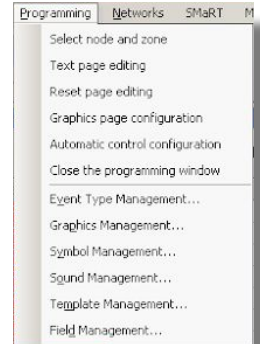 Programming Networks SMaRT M
Select node and zone
Text page editing
Reset page editing
Graphics page configuration
Automatic control configuration
Close the programming window
Event Type Management...
Graphics Management...
Symbol Management...
Sound Management...
Template Management...
Field Management...